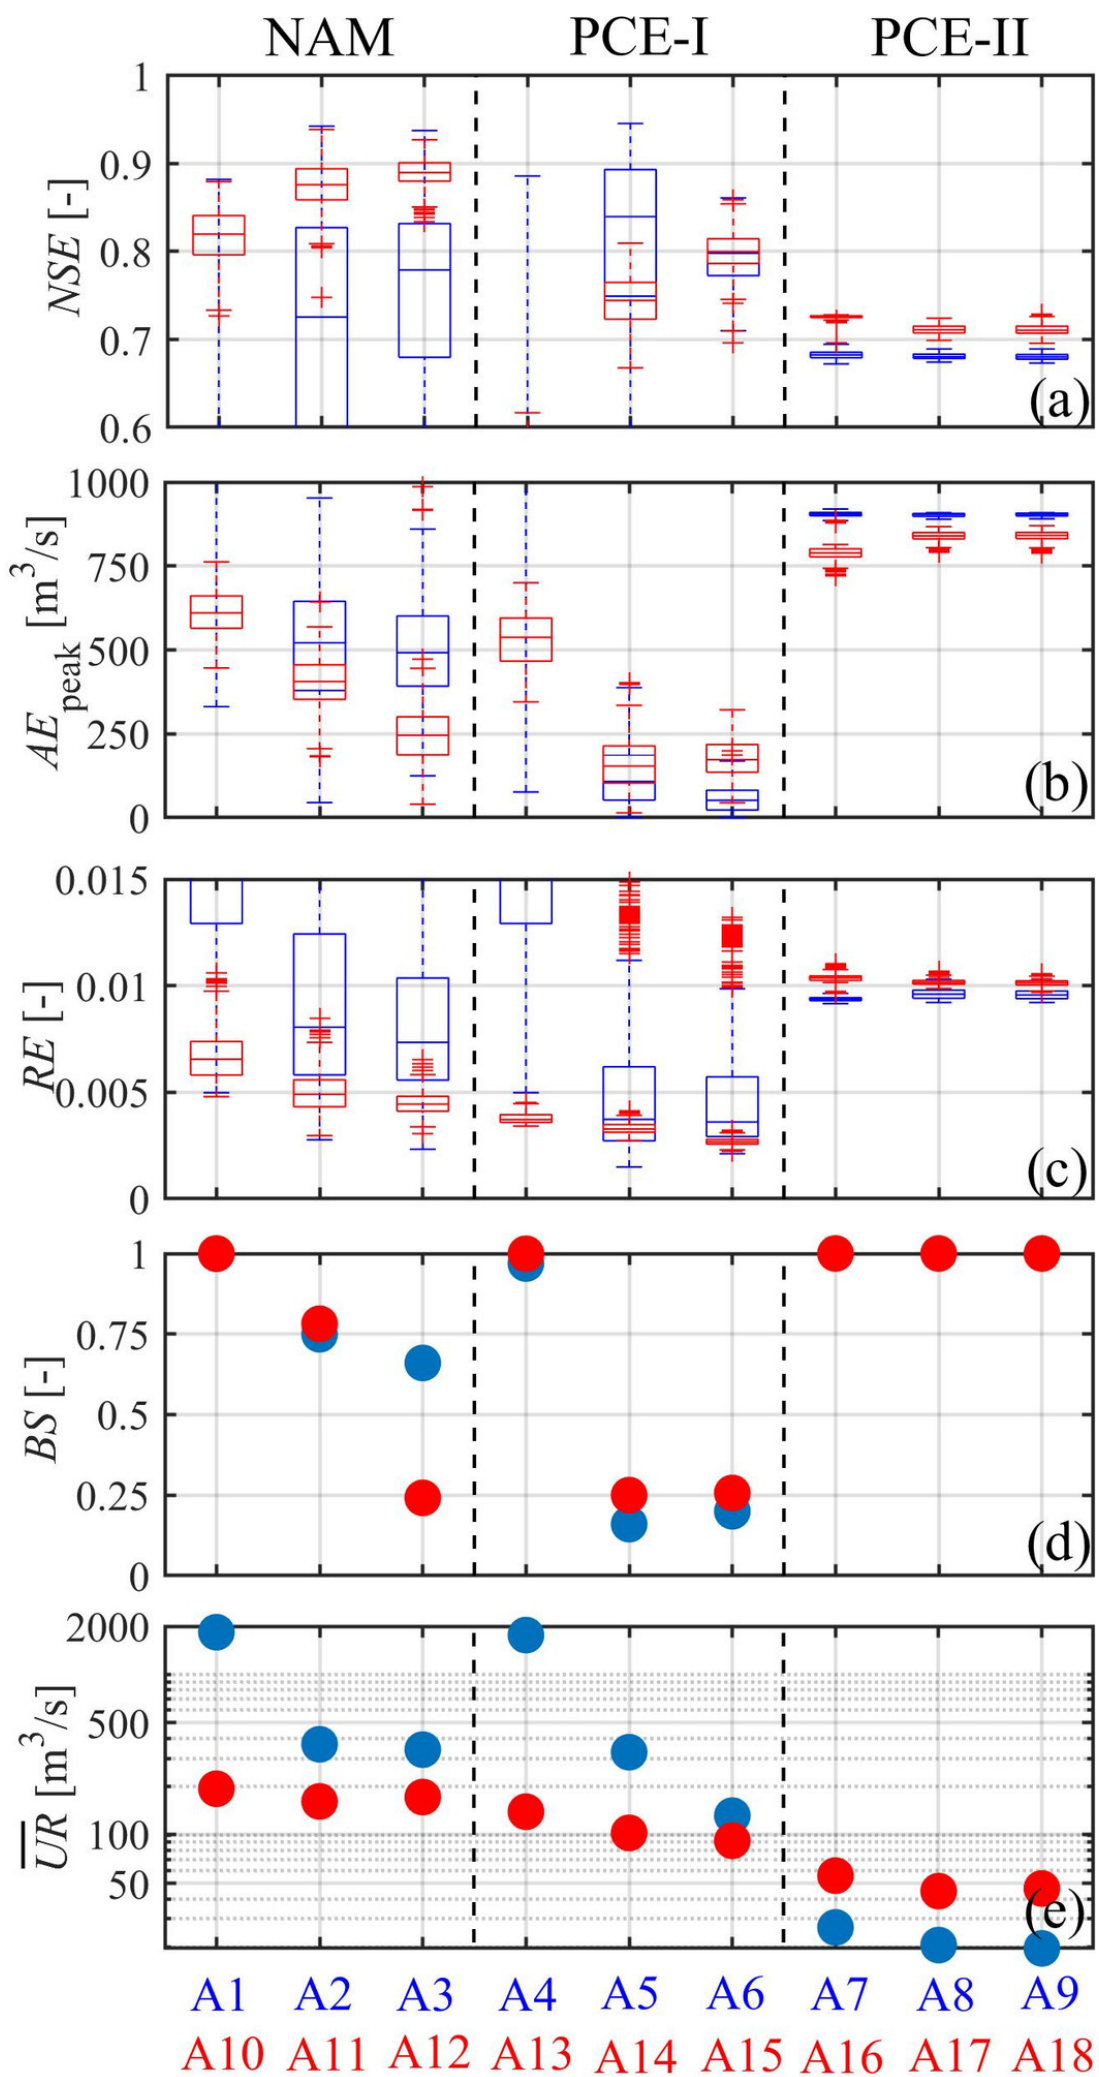 NAM PCE-I PCE-II
1
0.9
0.8
0.7
0.6
NSE [-]
(a)
1000
750
500
250
0
AE peak [m³/s]
(b)
0.015
0.01
0.005
0
RE [-]
(c)
1
0.75
0.5
0.25
0
BS [-]
(d)
2000
500
100
50
UR [m³/s]
(e)
A1 A2 A3 A4 A5 A6 A7 A8 A9
A10 A11 A12 A13 A14 A15 A16 A17 A18